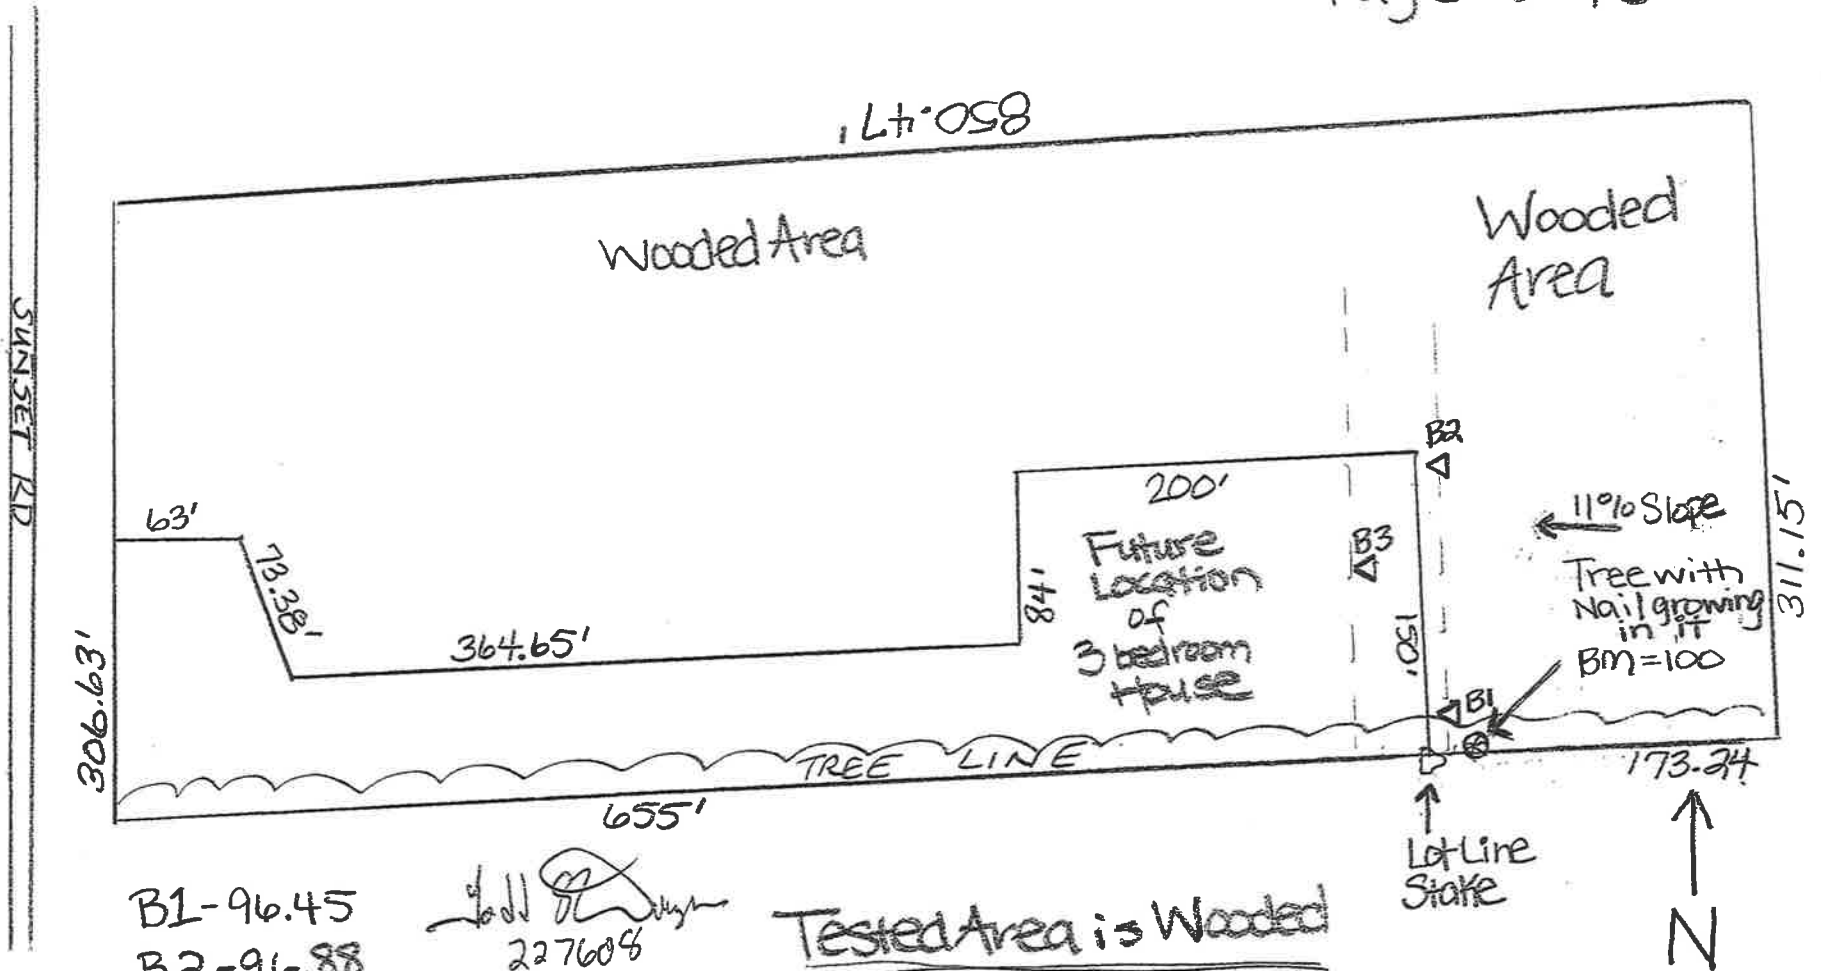 850.47'
Wooded Area
Wooded
Area
SUNSET RD
B2
200'
63'
11% Slope
311.15'
Future
Location
of
3 bedroom
House
B3
73.38'
84'
Tree with
Nail growing
in it
BM=100
150'
364.65'
306.63'
B1
TREE LINE
173.24
655'
Lot Line
Stake
B1-96.45
227608
Tested Area is Wooded
N